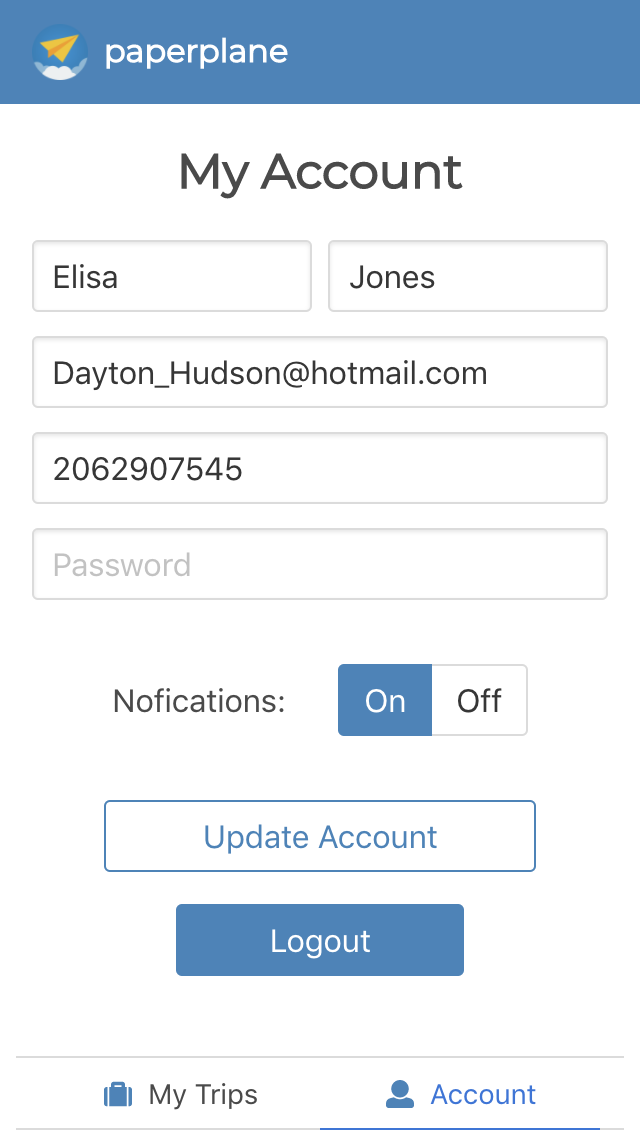 paperplane
My Account
Elisa Jones
Dayton_Hudson@hotmail.com
2062907545
Password
Nofications: On Off
Update Account
Logout
My Trips Account